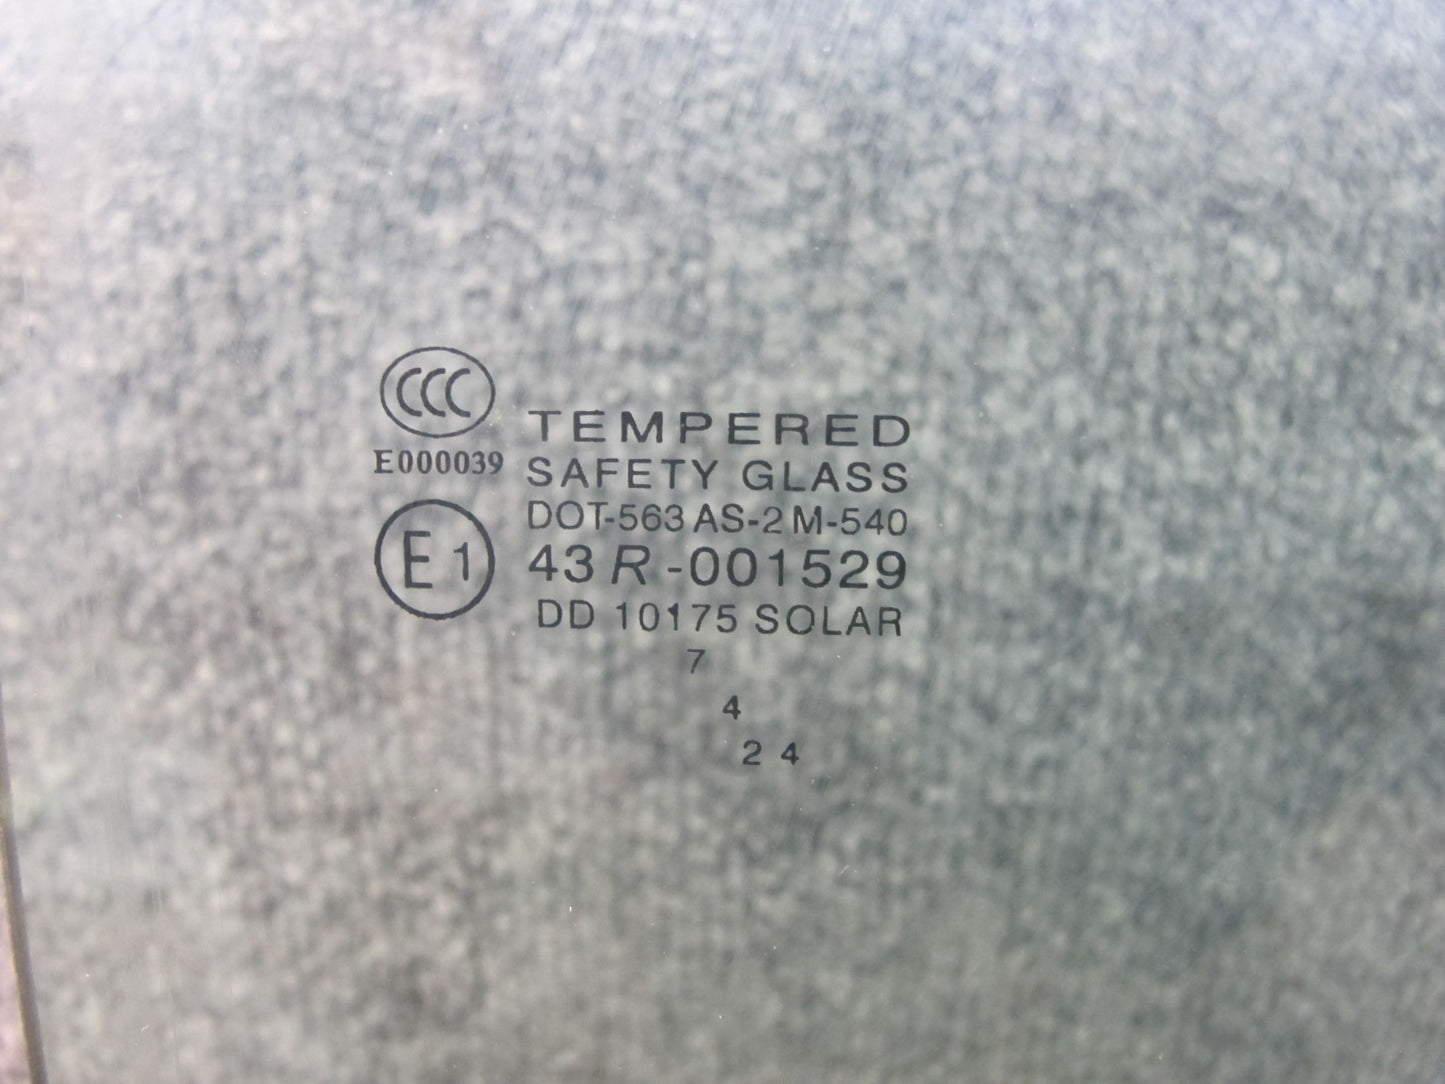 CCC
E000039
E1
TEMPERED
SAFETY GLASS
DOT-563 AS-2 M-540
43 R -001529
DD 10175 SOLAR
7
4
2 4